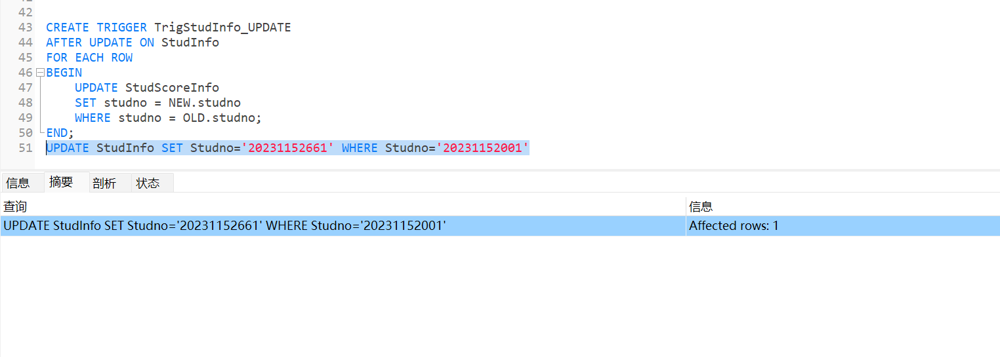 42
43 CREATE TRIGGER TrigStudInfo_UPDATE
44 AFTER UPDATE ON StudInfo
45 FOR EACH ROW
46 BEGIN
47     UPDATE StudScoreInfo
48     SET studno = NEW.studno
49     WHERE studno = OLD.studno;
50 END;
51 UPDATE StudInfo SET Studno='20231152661' WHERE Studno='20231152001'
信息 摘要 剖析 状态
查询 信息
UPDATE StudInfo SET Studno='20231152661' WHERE Studno='20231152001' Affected rows: 1